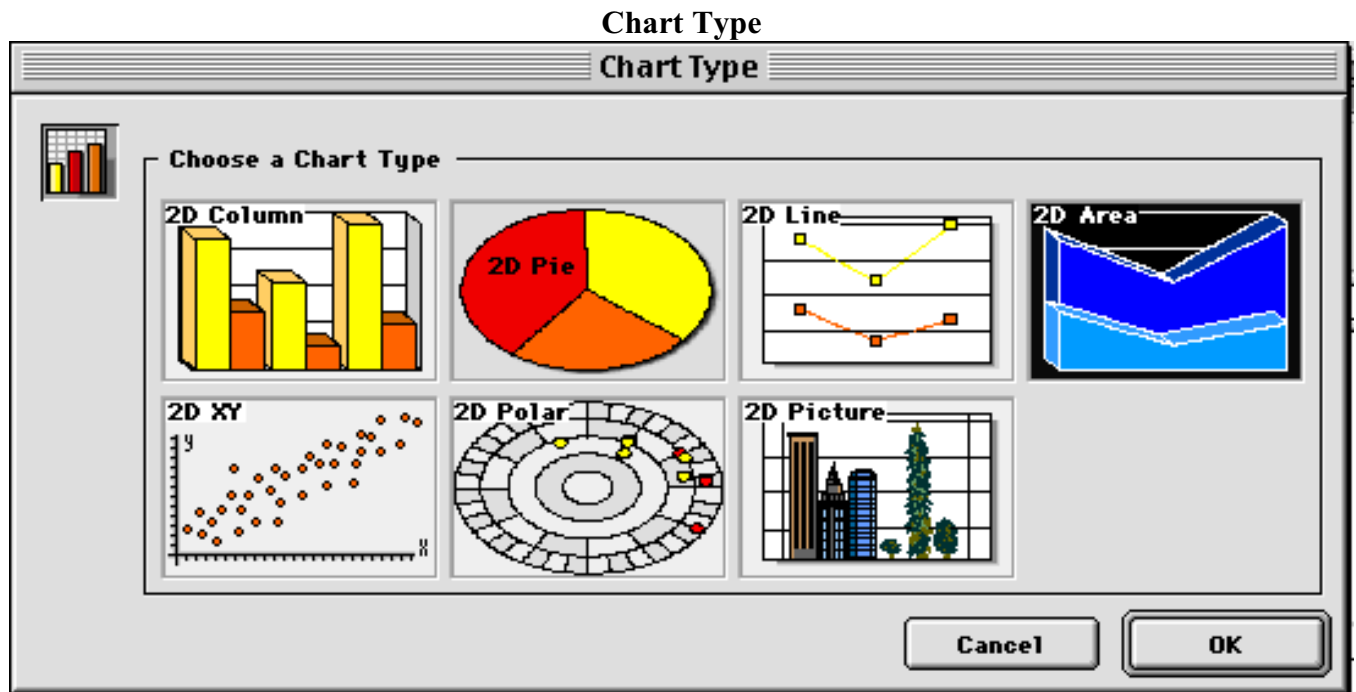 Chart Type
Chart Type
Choose a Chart Type
2D Column
2D Pie
2D Line
2D Area
2D XY
y
X
2D Polar
2D Picture
Cancel
OK